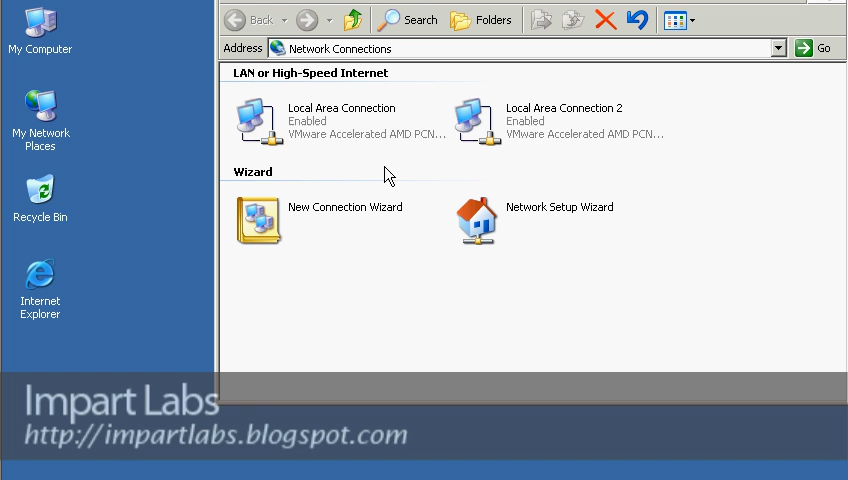 My Computer
My Network
Places
Recycle Bin
Internet
Explorer
Back
Search
Folders
Address
Network Connections
Go
LAN or High-Speed Internet
Local Area Connection
Enabled
VMware Accelerated AMD PCN...
Local Area Connection 2
Enabled
VMware Accelerated AMD PCN...
Wizard
New Connection Wizard
Network Setup Wizard
Impart Labs
http://impartlabs.blogspot.com